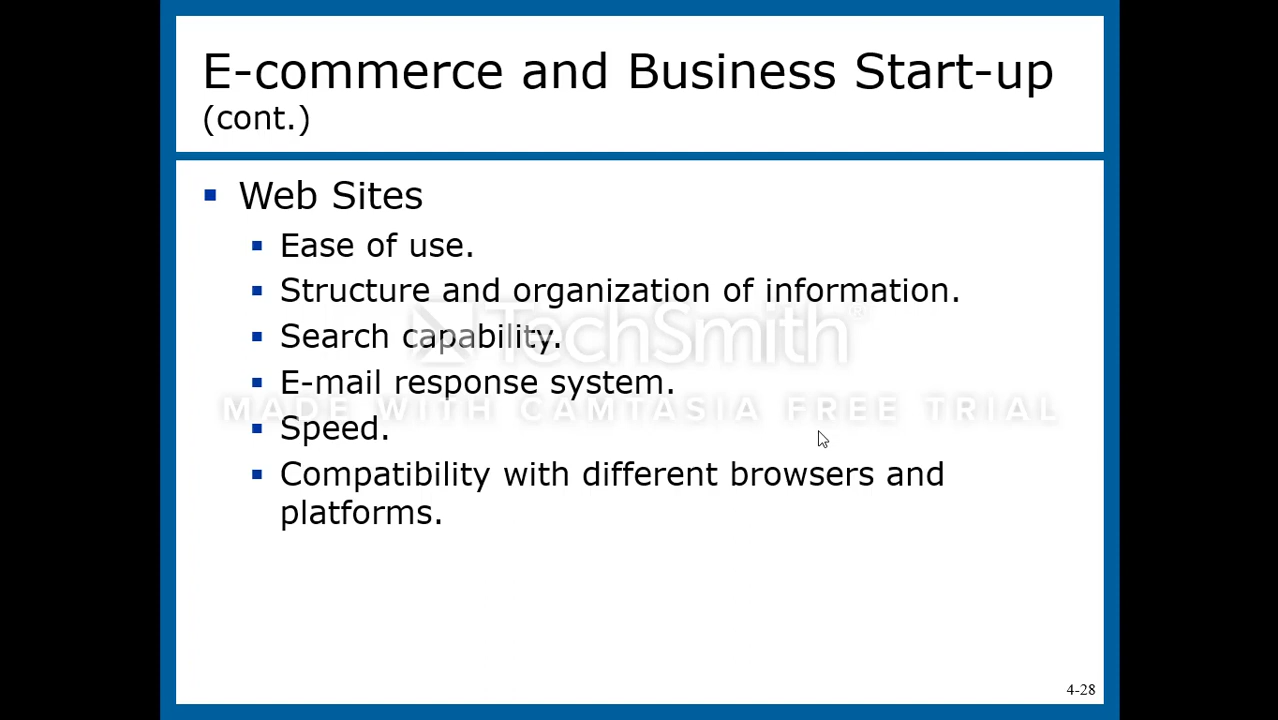 E-commerce and Business Start-up
(cont.)
Web Sites
Ease of use.
Structure and organization of information.
TechSmith®
Search capability.
E-mail response system.
MADE WITH CAMTASIA FREE TRIAL
Speed.
Compatibility with different browsers and
platforms.
4-28